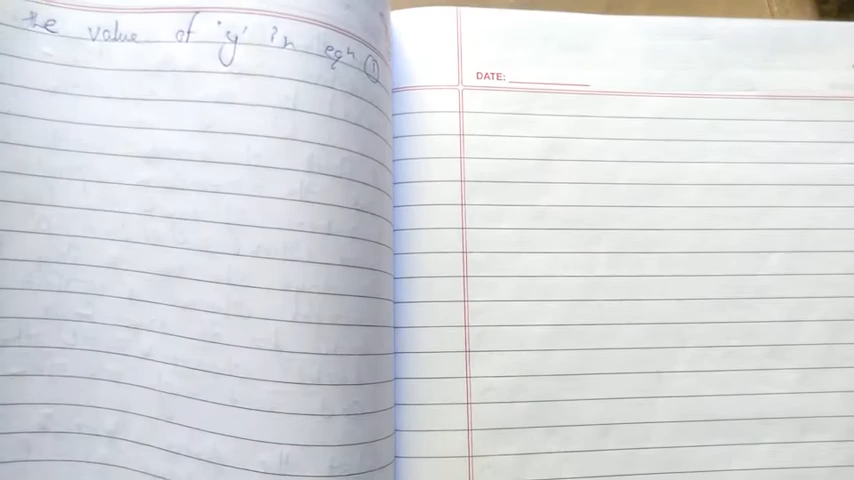 the value of 'y' in eqn ①
DATE: